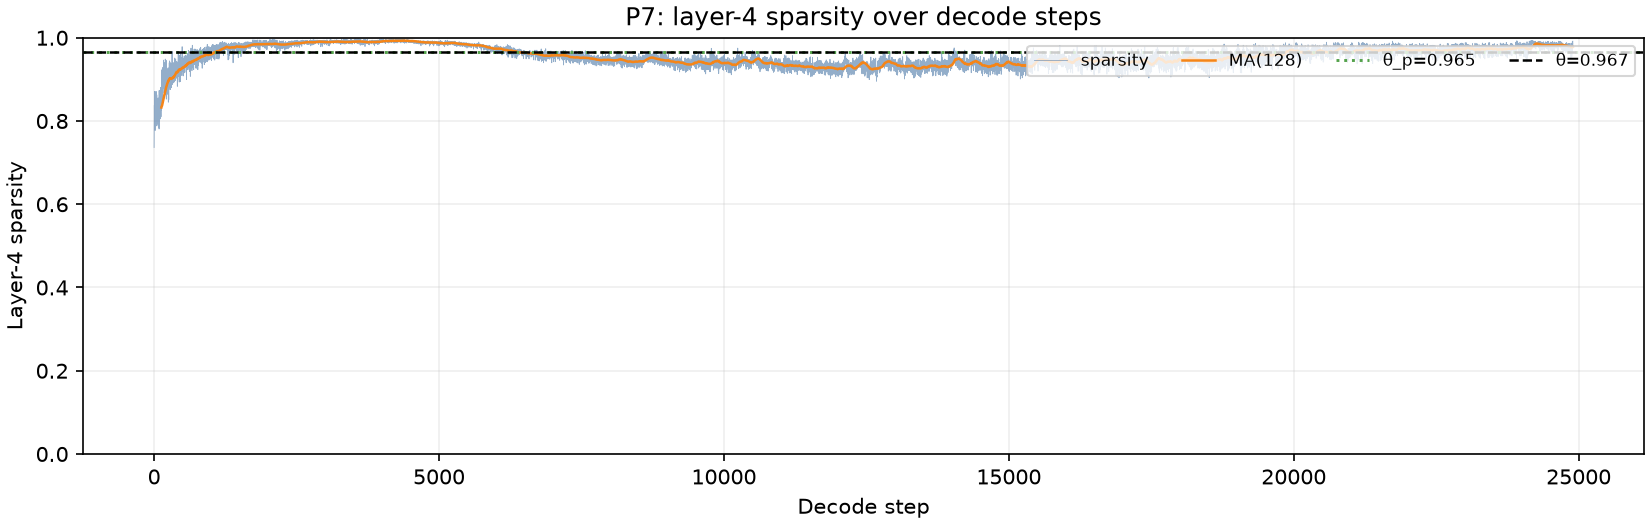 P7: layer-4 sparsity over decode steps
Layer-4 sparsity
1.0
0.8
0.6
0.4
0.2
0.0
sparsity MA(128) θ_p=0.965 θ=0.967
0 5000 10000 15000 20000 25000
Decode step